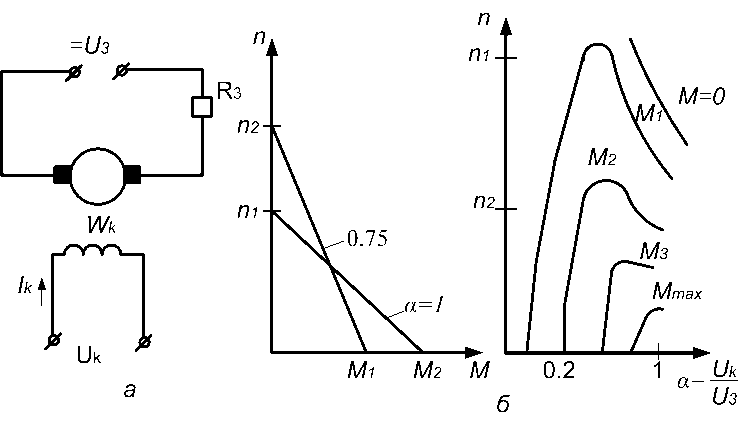 =U3
R3
Wk
Ik
Uk
а
n
n2
n1
0.75
α=1
M1
M2
M
n
n1
n2
M=0
M1
M2
M3
Mmax
0.2
1
α – Uk
U3
б